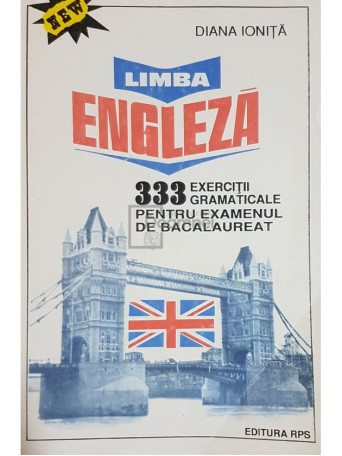 NEW
DIANA IONIȚĂ
LIMBA
ENGLEZĂ
333 EXERCIȚII
GRAMATICALE
PENTRU EXAMENUL
DE BACALAUREAT
EDITURA RPS